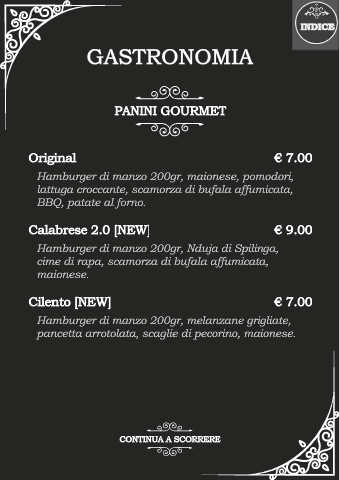 INDICE
GASTRONOMIA
PANINI GOURMET
Original € 7.00
Hamburger di manzo 200gr, maionese, pomodori,
lattuga croccante, scamorza di bufala affumicata,
BBQ, patate al forno.
Calabrese 2.0 [NEW] € 9.00
Hamburger di manzo 200gr, Nduja di Spilinga,
cime di rapa, scamorza di bufala affumicata,
maionese.
Cilento [NEW] € 7.00
Hamburger di manzo 200gr, melanzane grigliate,
pancetta arrotolata, scaglie di pecorino, maionese.
CONTINUA A SCORRERE